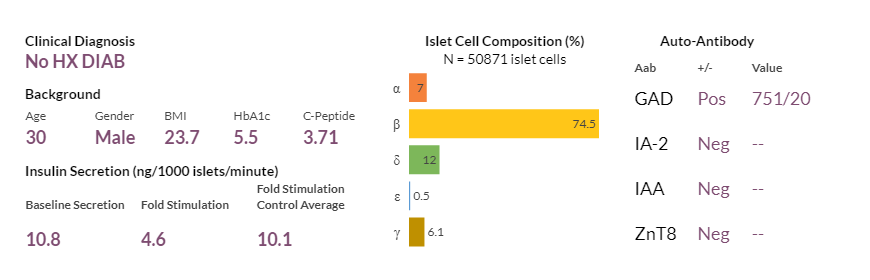 Clinical Diagnosis
No HX DIAB
Background
Age Gender BMI HbA1c C-Peptide
30 Male 23.7 5.5 3.71
Insulin Secretion (ng/1000 islets/minute)
Baseline Secretion Fold Stimulation Fold Stimulation
Control Average
10.8 4.6 10.1
Islet Cell Composition (%)
N = 50871 islet cells
α 7
β 74.5
δ 12
ε 0.5
γ 6.1
Auto-Antibody
Aab +/- Value
GAD Pos 751/20
IA-2 Neg --
IAA Neg --
ZnT8 Neg --